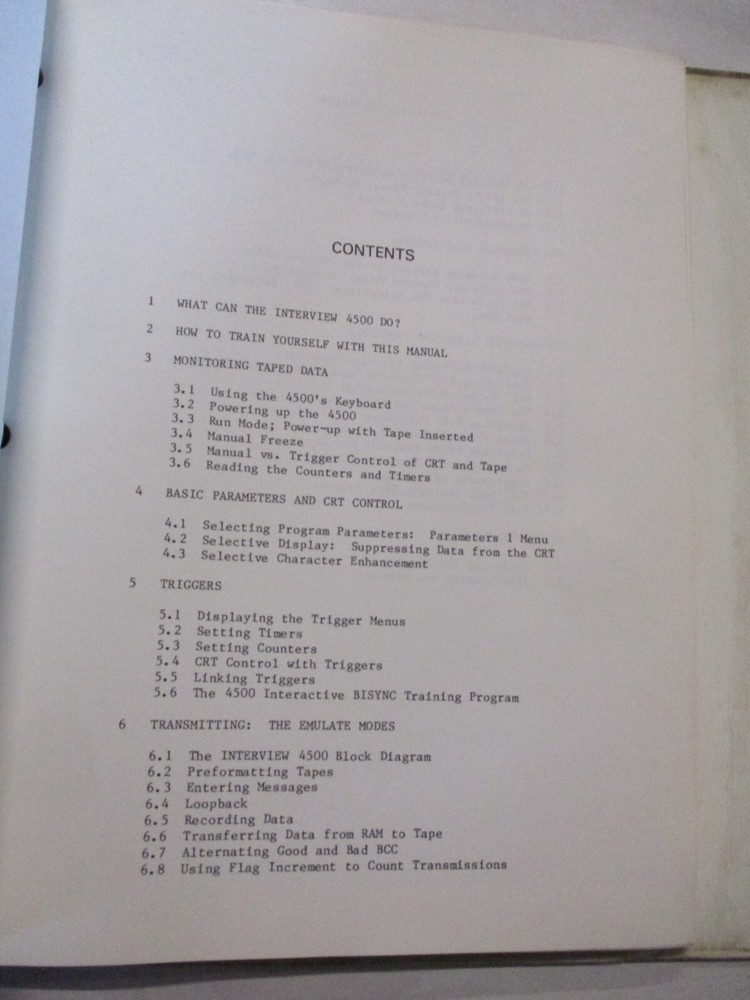 CONTENTS
1 WHAT CAN THE INTERVIEW 4500 DO?
2 HOW TO TRAIN YOURSELF WITH THIS MANUAL
3 MONITORING TAPED DATA
3.1 Using the 4500's Keyboard
3.2 Powering up the 4500
3.3 Run Mode; Power-up with Tape Inserted
3.4 Manual Freeze
3.5 Manual vs. Trigger Control of CRT and Tape
3.6 Reading the Counters and Timers
4 BASIC PARAMETERS AND CRT CONTROL
4.1 Selecting Program Parameters: Parameters 1 Menu
4.2 Selective Display: Suppressing Data from the CRT
4.3 Selective Character Enhancement
5 TRIGGERS
5.1 Displaying the Trigger Menus
5.2 Setting Timers
5.3 Setting Counters
5.4 CRT Control with Triggers
5.5 Linking Triggers
5.6 The 4500 Interactive BISYNC Training Program
6 TRANSMITTING: THE EMULATE MODES
6.1 The INTERVIEW 4500 Block Diagram
6.2 Preformatting Tapes
6.3 Entering Messages
6.4 Loopback
6.5 Recording Data
6.6 Transferring Data from RAM to Tape
6.7 Alternating Good and Bad BCC
6.8 Using Flag Increment to Count Transmissions